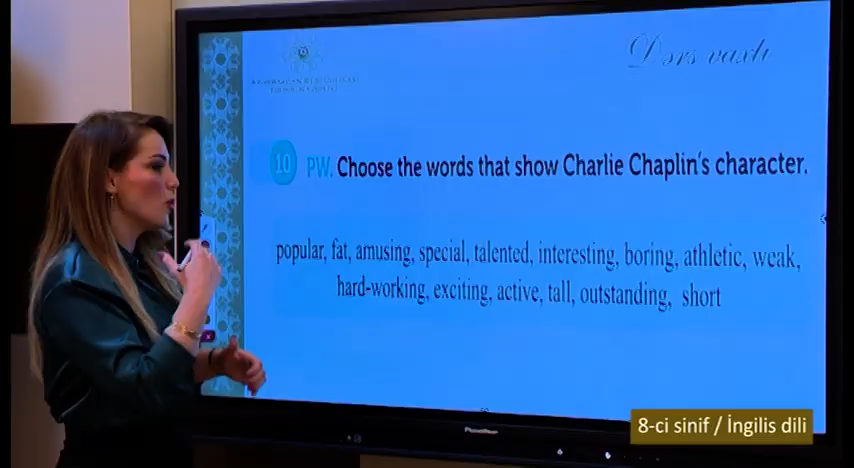 Dərs vaxtı
10 PW. Choose the words that show Charlie Chaplin's character.
popular, fat, amusing, special, talented, interesting, boring, athletic, weak,
hard-working, exciting, active, tall, outstanding, short
8-ci sinif / İngilis dili